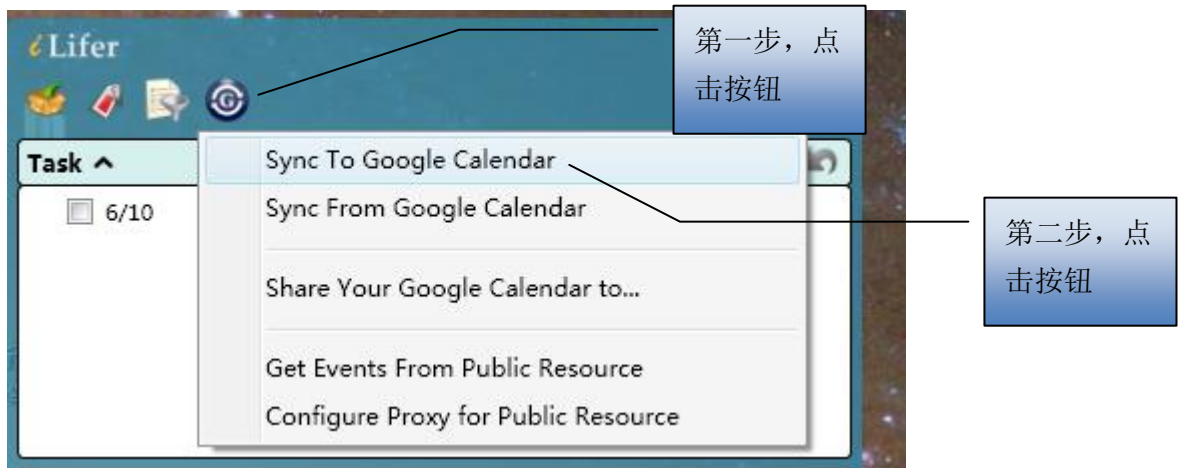 iLifer
第一步，点
击按钮
G
Task ^
Sync To Google Calendar
6/10
Sync From Google Calendar
第二步，点
击按钮
Share Your Google Calendar to...
Get Events From Public Resource
Configure Proxy for Public Resource